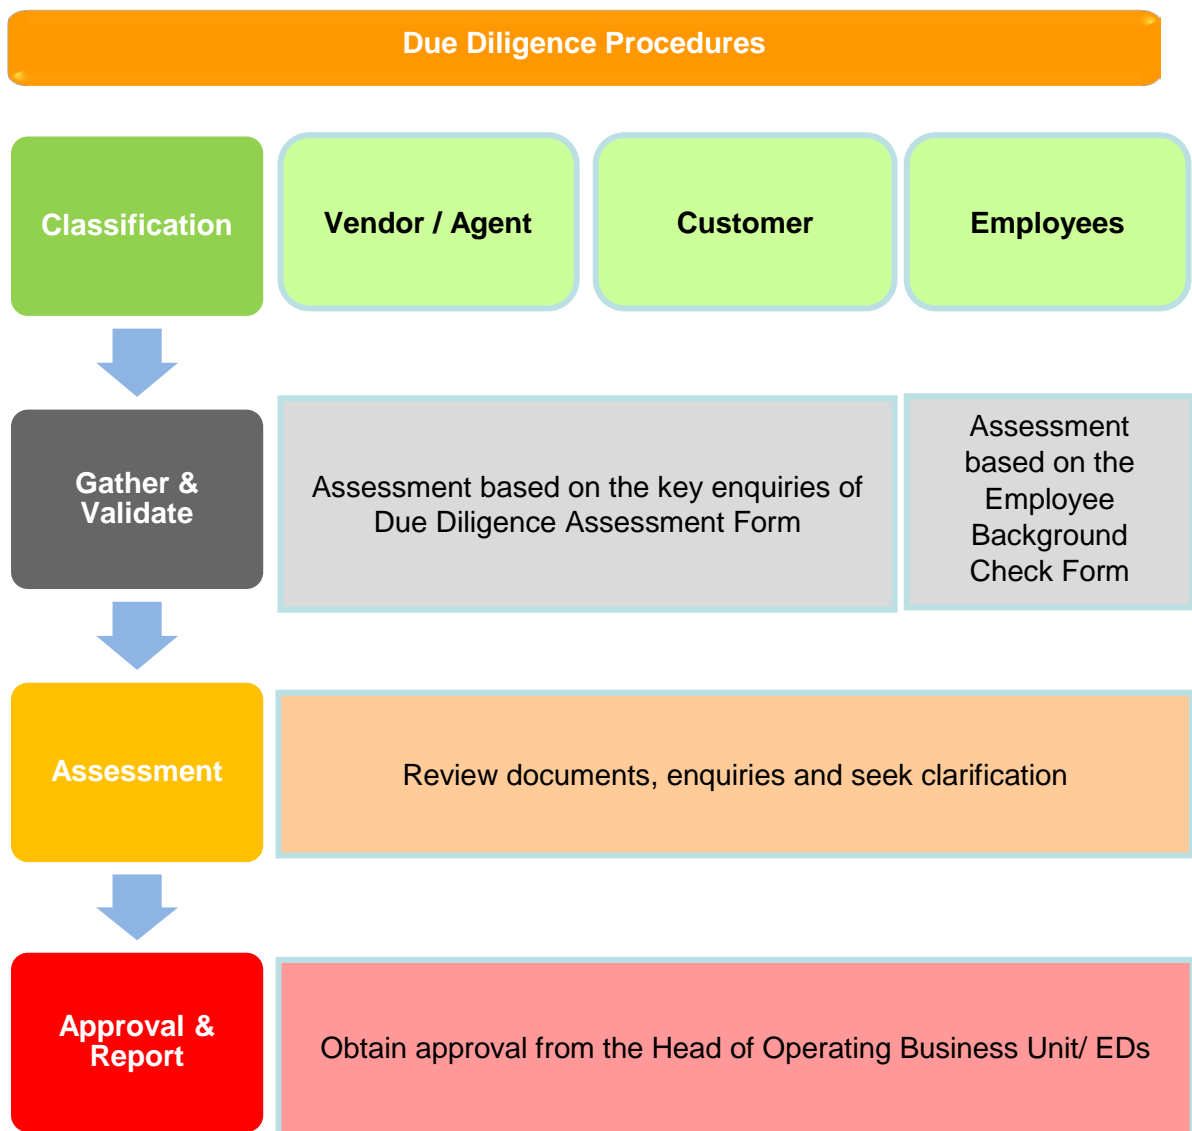 Due Diligence Procedures
Classification
Vendor / Agent
Customer
Employees
Gather &
Validate
Assessment based on the key enquiries of
Due Diligence Assessment Form
Assessment
based on the
Employee
Background
Check Form
Assessment
Review documents, enquiries and seek clarification
Approval &
Report
Obtain approval from the Head of Operating Business Unit/ EDs